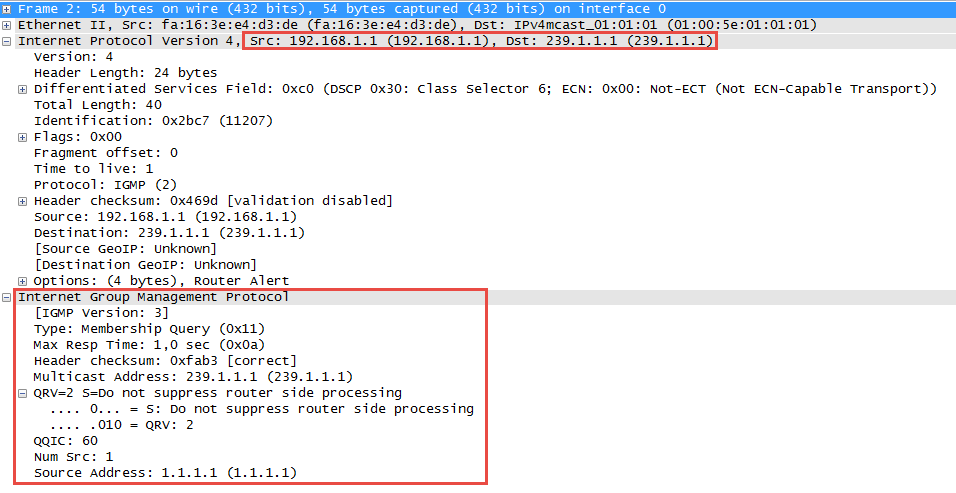 Frame 2: 54 bytes on wire (432 bits), 54 bytes captured (432 bits) on interface 0
Ethernet II, Src: fa:16:3e:e4:d3:de (fa:16:3e:e4:d3:de), Dst: IPv4mcast_01:01:01 (01:00:5e:01:01:01)
Internet Protocol Version 4, Src: 192.168.1.1 (192.168.1.1), Dst: 239.1.1.1 (239.1.1.1)
Version: 4
Header Length: 24 bytes
Differentiated Services Field: 0xc0 (DSCP 0x30: Class Selector 6; ECN: 0x00: Not-ECT (Not ECN-Capable Transport))
Total Length: 40
Identification: 0x2bc7 (11207)
Flags: 0x00
Fragment offset: 0
Time to live: 1
Protocol: IGMP (2)
Header checksum: 0x469d [validation disabled]
Source: 192.168.1.1 (192.168.1.1)
Destination: 239.1.1.1 (239.1.1.1)
[Source GeoIP: Unknown]
[Destination GeoIP: Unknown]
Options: (4 bytes), Router Alert
Internet Group Management Protocol
[IGMP Version: 3]
Type: Membership Query (0x11)
Max Resp Time: 1,0 sec (0x0a)
Header checksum: 0xfab3 [correct]
Multicast Address: 239.1.1.1 (239.1.1.1)
QRV=2 S=Do not suppress router side processing
.... 0... = S: Do not suppress router side processing
.... .010 = QRV: 2
QQIC: 60
Num Src: 1
Source Address: 1.1.1.1 (1.1.1.1)